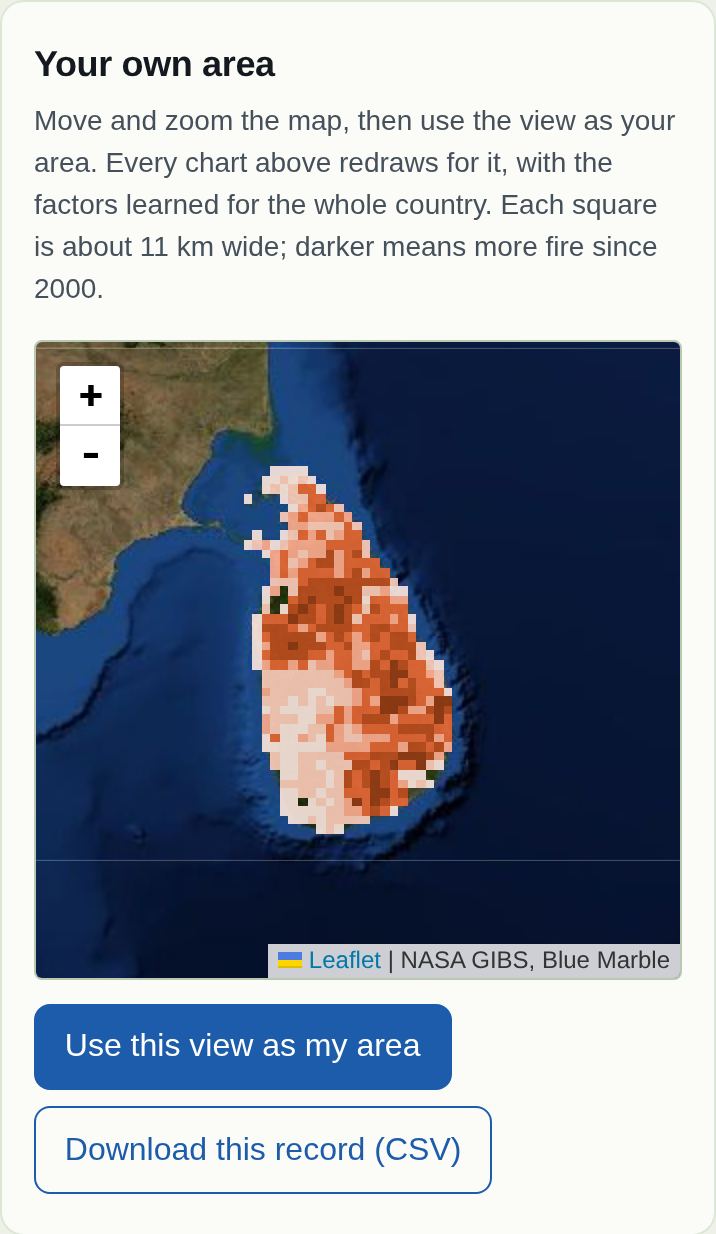 Your own area
Move and zoom the map, then use the view as your
area. Every chart above redraws for it, with the
factors learned for the whole country. Each square
is about 11 km wide; darker means more fire since
2000.
+
-
Leaflet | NASA GIBS, Blue Marble
Use this view as my area
Download this record (CSV)